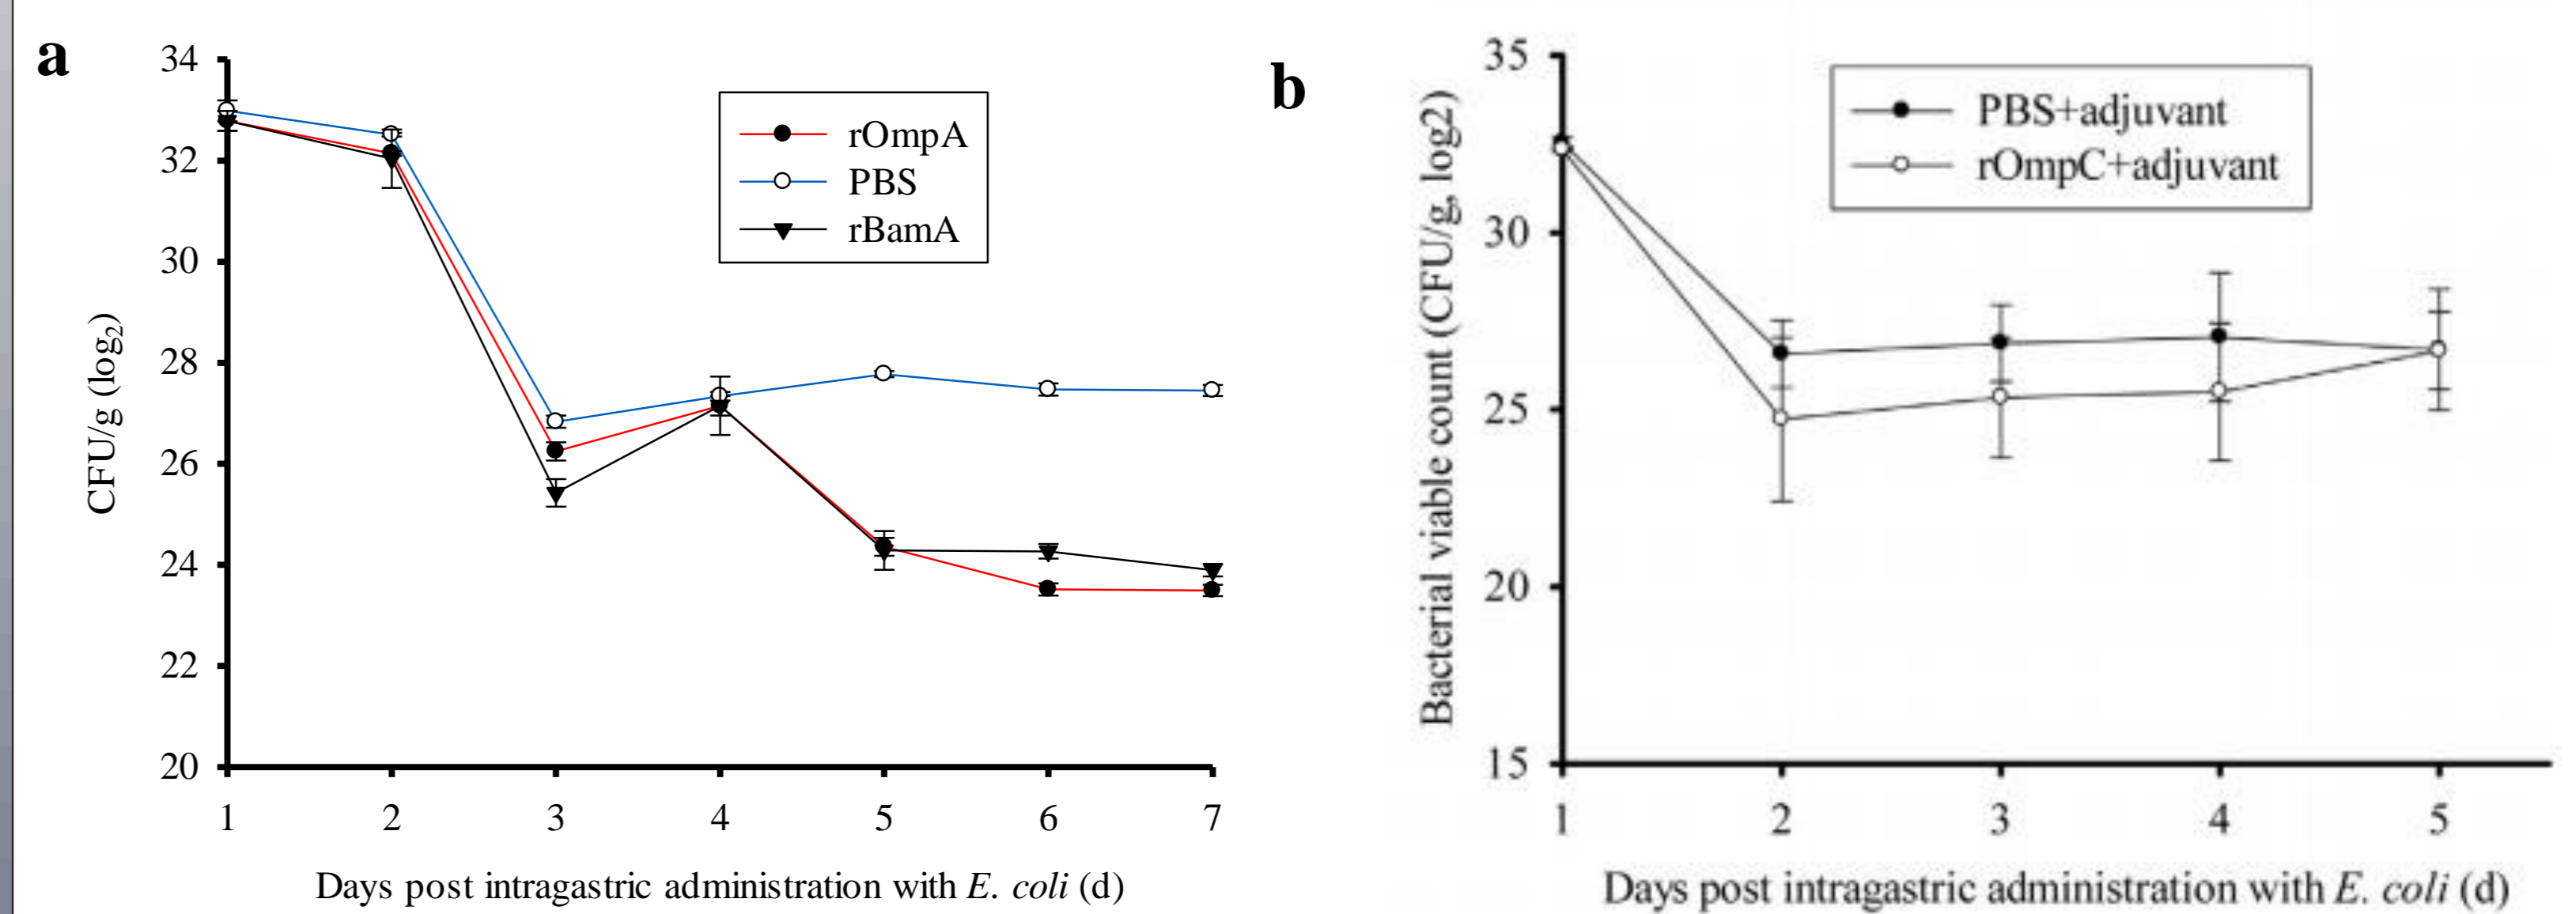 a
34
32
30
28
26
24
22
20
CFU/g (log₂)
rOmpA
PBS
rBamA
1 2 3 4 5 6 7
Days post intragastric administration with E. coli (d)
b
35
30
25
20
15
Bacterial viable count (CFU/g, log2)
PBS+adjuvant
rOmpC+adjuvant
1 2 3 4 5
Days post intragastric administration with E. coli (d)